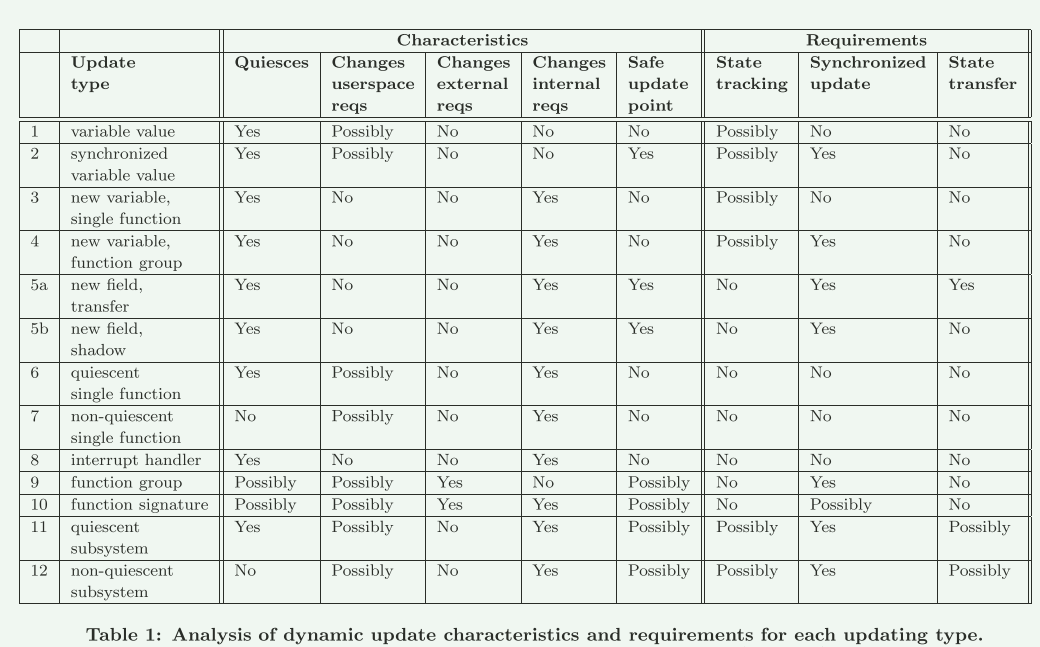 Characteristics Requirements
Update Quiesces Changes Changes Changes Safe State Synchronized State
type userspace external internal update tracking update transfer
reqs reqs reqs point
1 variable value Yes Possibly No No No Possibly No No
2 synchronized Yes Possibly No No Yes Possibly Yes No
variable value
3 new variable, Yes No No Yes No Possibly No No
single function
4 new variable, Yes No No Yes No Possibly Yes No
function group
5a new field, Yes No No Yes Yes No Yes Yes
transfer
5b new field, Yes No No Yes Yes No Yes No
shadow
6 quiescent Yes Possibly No Yes No No No No
single function
7 non-quiescent No Possibly No Yes No No No No
single function
8 interrupt handler Yes No No Yes No No No No
9 function group Possibly Possibly Yes No Possibly No Yes No
10 function signature Possibly Possibly Yes Yes Possibly No Possibly No
11 quiescent Yes Possibly No Yes Possibly Possibly Yes Possibly
subsystem
12 non-quiescent No Possibly No Yes Possibly Possibly Yes Possibly
subsystem
Table 1: Analysis of dynamic update characteristics and requirements for each updating type.